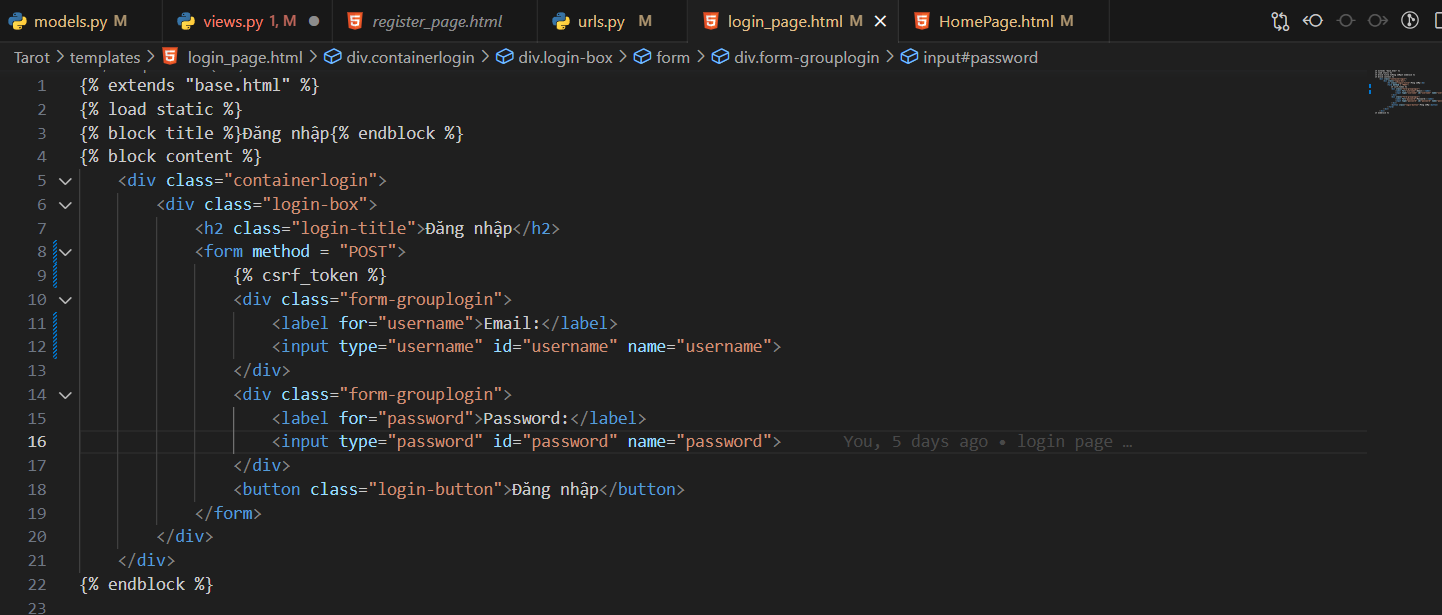 models.py M views.py 1, M register_page.html urls.py M login_page.html M HomePage.html M
Tarot > templates > login_page.html > div.containerlogin > div.login-box > form > div.form-grouplogin > input#password
1 {% extends "base.html" %}
2 {% load static %}
3 {% block title %}Đăng nhập{% endblock %}
4 {% block content %}
5 <div class="containerlogin">
6 <div class="login-box">
7 <h2 class="login-title">Đăng nhập</h2>
8 <form method = "POST">
9 {% csrf_token %}
10 <div class="form-grouplogin">
11 <label for="username">Email:</label>
12 <input type="username" id="username" name="username">
13 </div>
14 <div class="form-grouplogin">
15 <label for="password">Password:</label>
16 <input type="password" id="password" name="password"> You, 5 days ago • login page …
17 </div>
18 <button class="login-button">Đăng nhập</button>
19 </form>
20 </div>
21 </div>
22 {% endblock %}
23